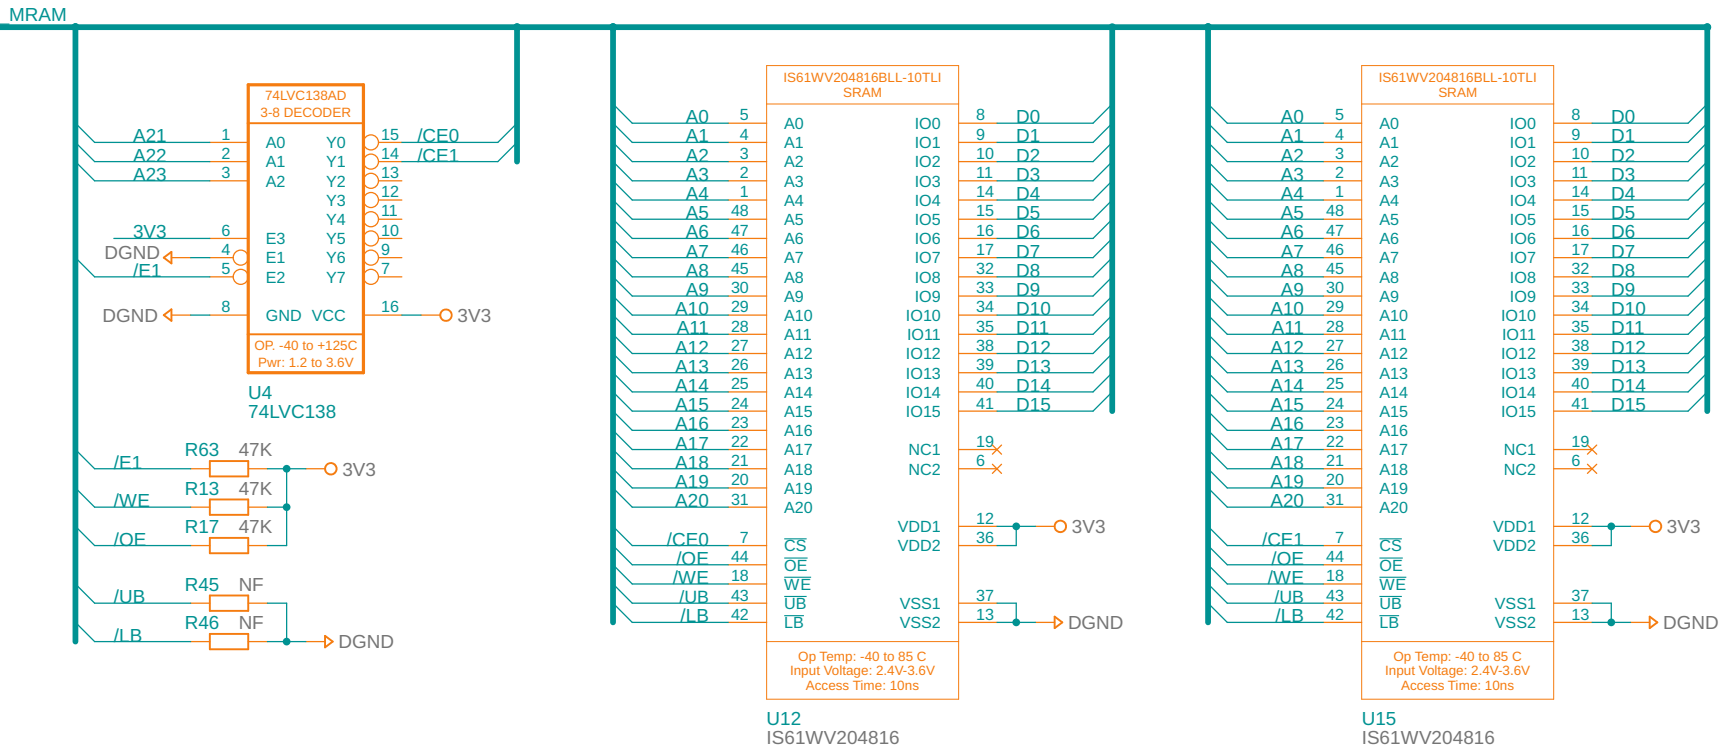 MRAM
74LVC138AD
3-8 DECODER
A21 1 A0 Y0 15 /CE0
A22 2 A1 Y1 14 /CE1
A23 3 A2 Y2 13
Y3 12
Y4 11
3V3 6 E3 Y5 10
DGND 4 E1 Y6 9
/E1 5 E2 Y7 7
DGND 8 GND VCC 16 3V3
OP. -40 to +125C
Pwr: 1.2 to 3.6V
U4
74LVC138
R63 47K
/E1 3V3
R13 47K
/WE
R17 47K
/OE
R45 NF
/UB
R46 NF
/LB DGND
IS61WV204816BLL-10TLI
SRAM
A0 5 A0 IO0 8 D0
A1 4 A1 IO1 9 D1
A2 3 A2 IO2 10 D2
A3 2 A3 IO3 11 D3
A4 1 A4 IO4 14 D4
A5 48 A5 IO5 15 D5
A6 47 A6 IO6 16 D6
A7 46 A7 IO7 17 D7
A8 45 A8 IO8 32 D8
A9 30 A9 IO9 33 D9
A10 29 A10 IO10 34 D10
A11 28 A11 IO11 35 D11
A12 27 A12 IO12 38 D12
A13 26 A13 IO13 39 D13
A14 25 A14 IO14 40 D14
A15 24 A15 IO15 41 D15
A16 23 A16
A17 22 A17 NC1 19
A18 21 A18 NC2 6
A19 20 A19
A20 31 A20
VDD1 12 3V3
/CE0 7 CS VDD2 36
/OE 44 OE
/WE 18 WE
/UB 43 UB VSS1 37
/LB 42 LB VSS2 13 DGND
Op Temp: -40 to 85 C
Input Voltage: 2.4V-3.6V
Access Time: 10ns
U12
IS61WV204816
IS61WV204816BLL-10TLI
SRAM
A0 5 A0 IO0 8 D0
A1 4 A1 IO1 9 D1
A2 3 A2 IO2 10 D2
A3 2 A3 IO3 11 D3
A4 1 A4 IO4 14 D4
A5 48 A5 IO5 15 D5
A6 47 A6 IO6 16 D6
A7 46 A7 IO7 17 D7
A8 45 A8 IO8 32 D8
A9 30 A9 IO9 33 D9
A10 29 A10 IO10 34 D10
A11 28 A11 IO11 35 D11
A12 27 A12 IO12 38 D12
A13 26 A13 IO13 39 D13
A14 25 A14 IO14 40 D14
A15 24 A15 IO15 41 D15
A16 23 A16
A17 22 A17 NC1 19
A18 21 A18 NC2 6
A19 20 A19
A20 31 A20
VDD1 12 3V3
/CE1 7 CS VDD2 36
/OE 44 OE
/WE 18 WE
/UB 43 UB VSS1 37
/LB 42 LB VSS2 13 DGND
Op Temp: -40 to 85 C
Input Voltage: 2.4V-3.6V
Access Time: 10ns
U15
IS61WV204816